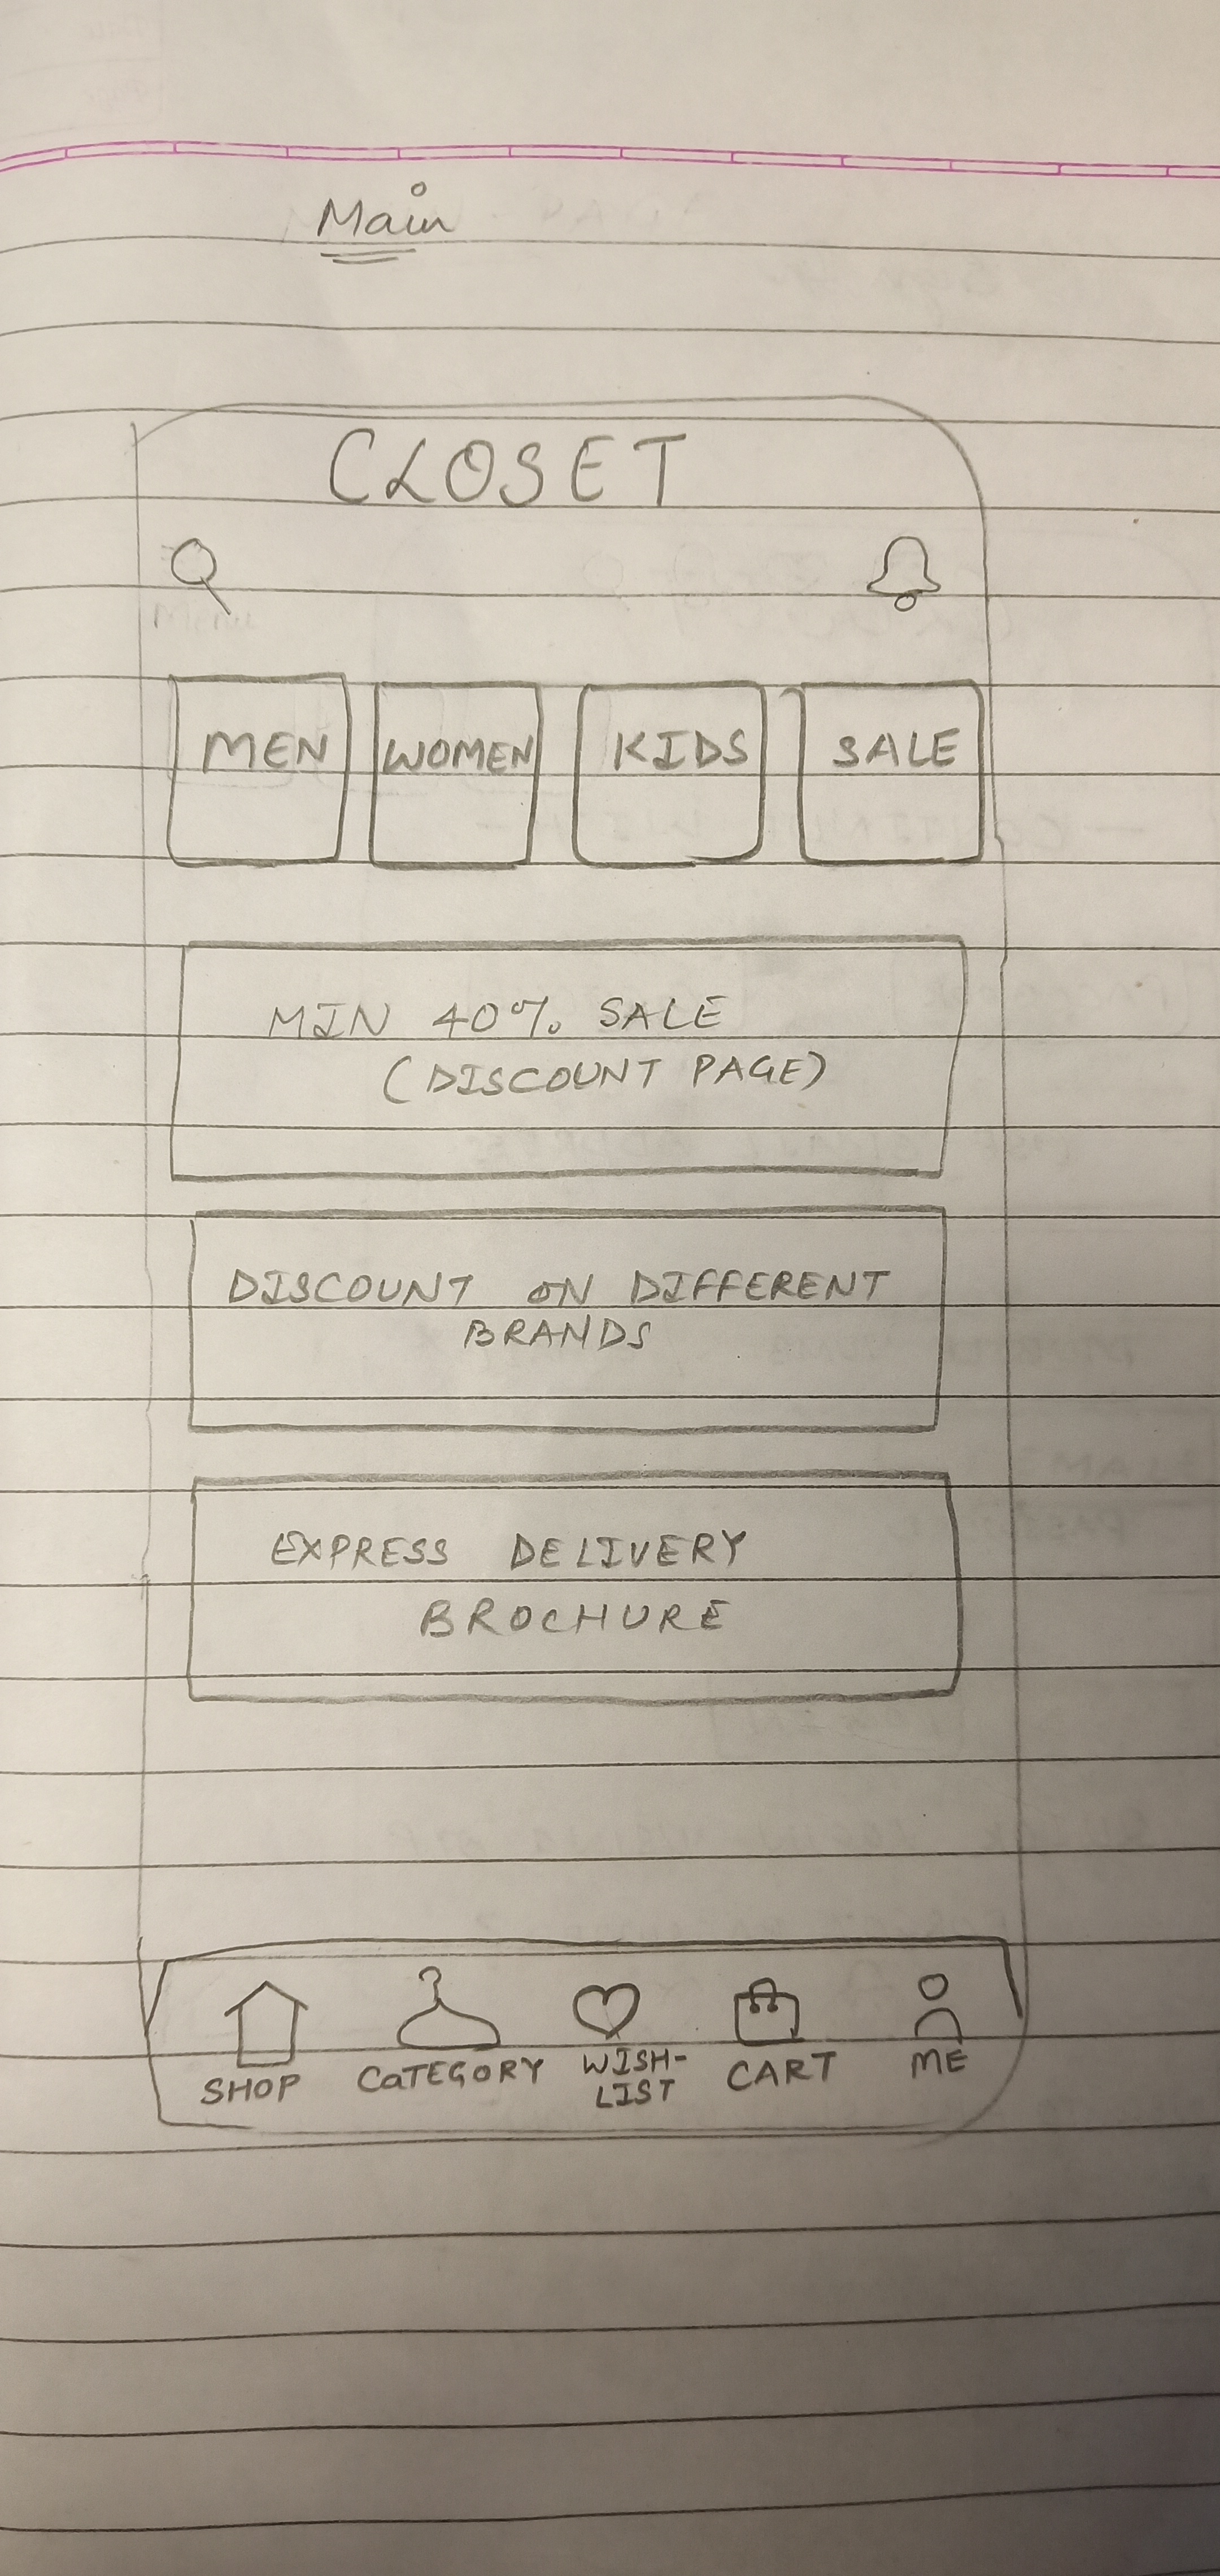 Main
CLOSET
MEN WOMEN KIDS SALE
MIN 40% SALE
(DISCOUNT PAGE)
DISCOUNT ON DIFFERENT
BRANDS
EXPRESS DELIVERY
BROCHURE
SHOP CATEGORY WISH-
LIST CART ME